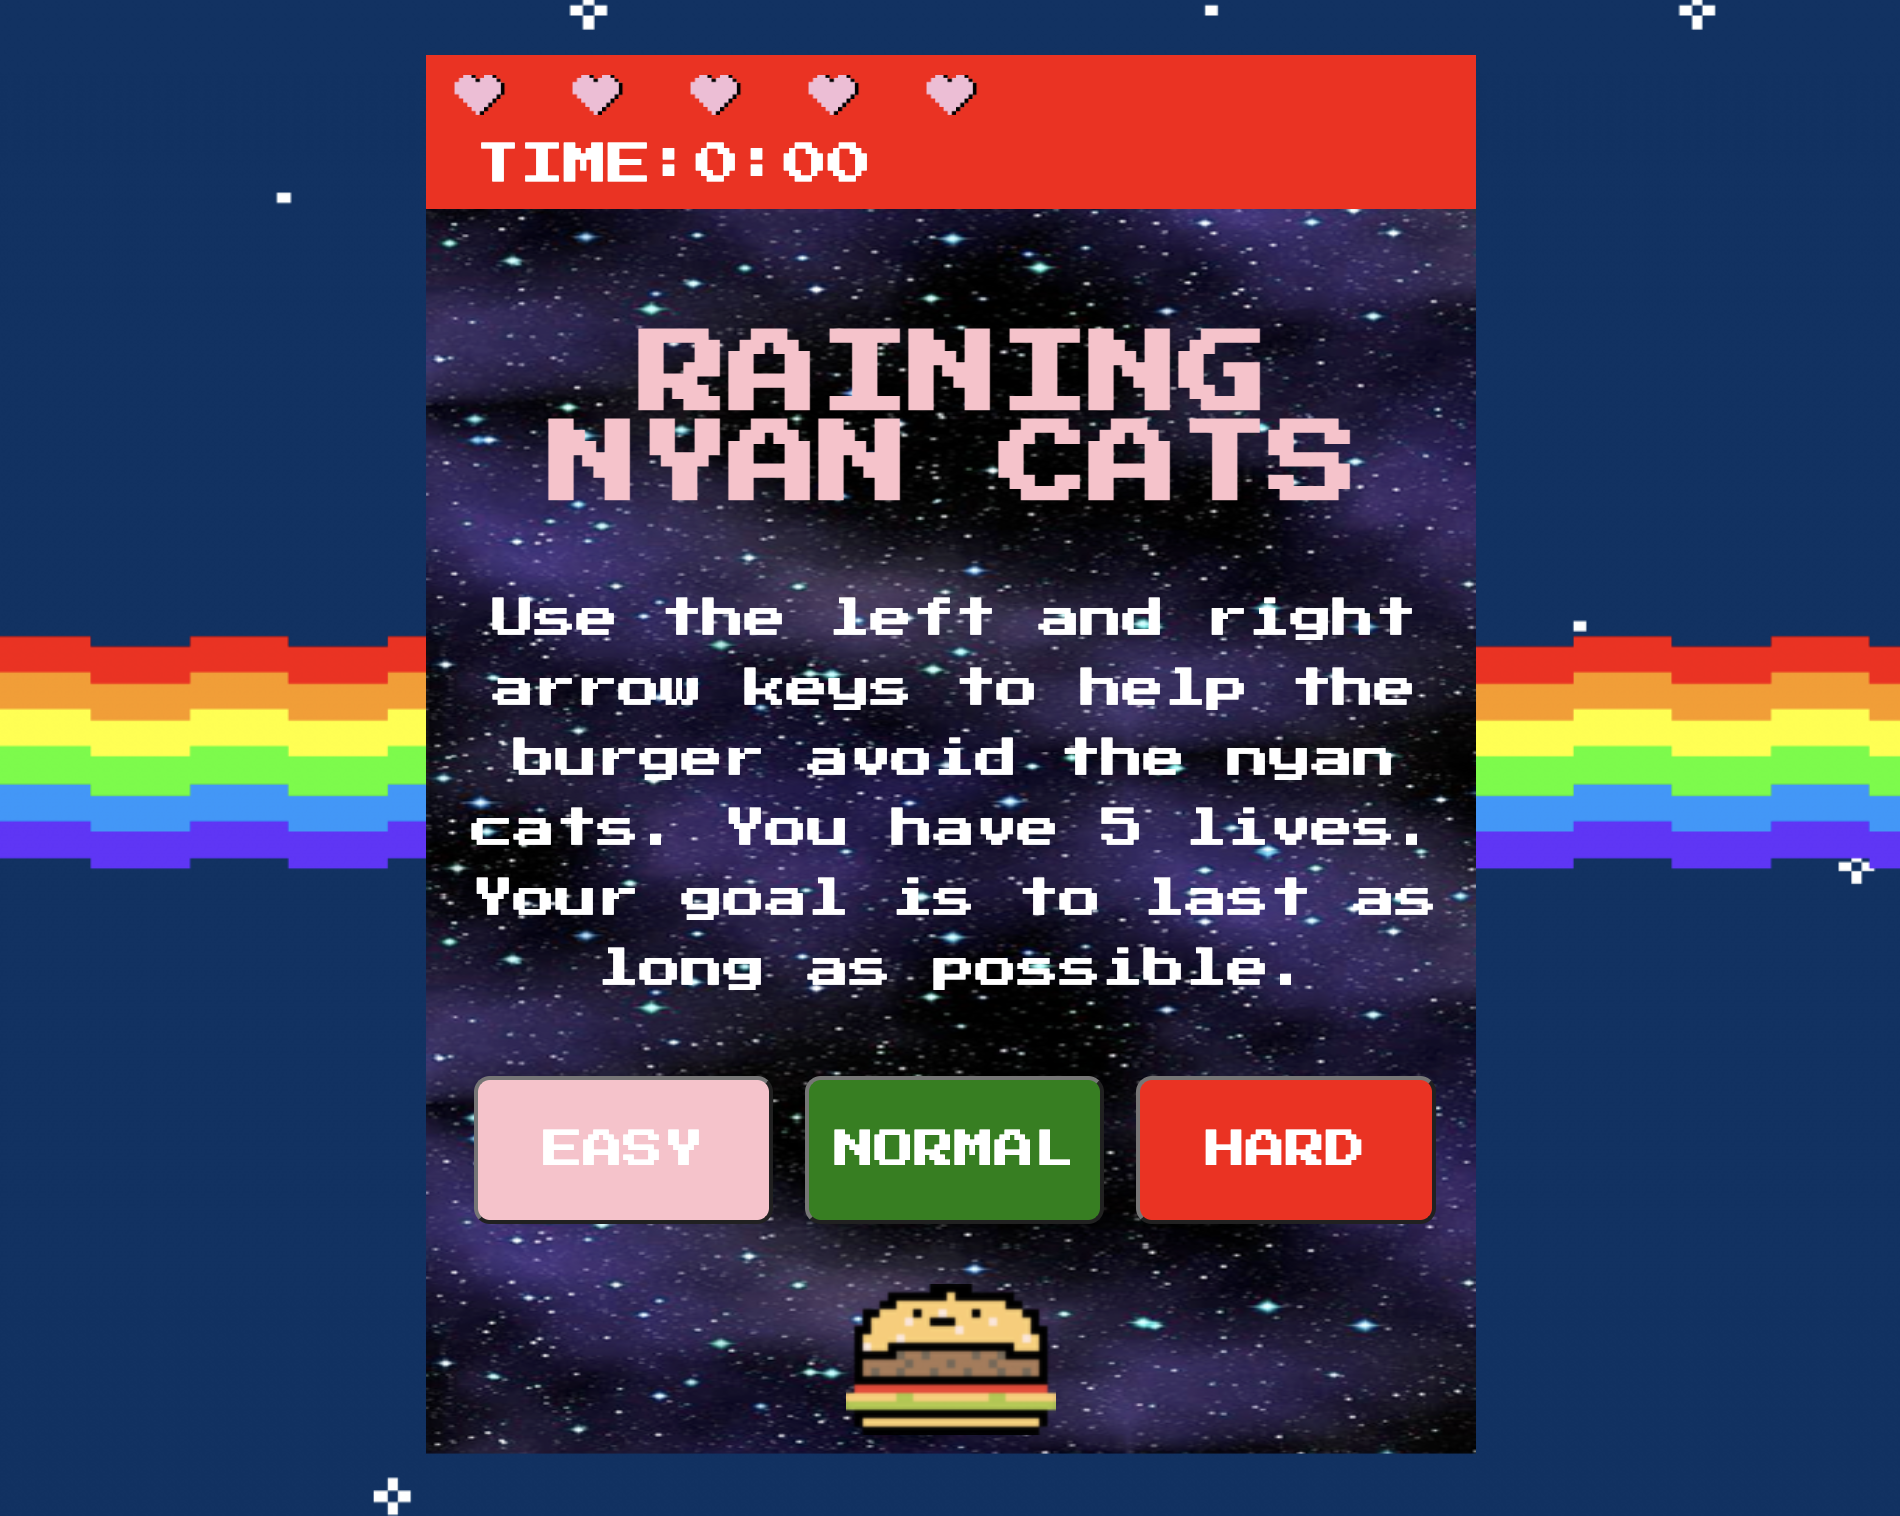 TIME:0:00
RAINING
NYAN CATS
Use the left and right
arrow keys to help the
burger avoid the nyan
cats. You have 5 lives.
Your goal is to last as
long as possible.
EASY
NORMAL
HARD